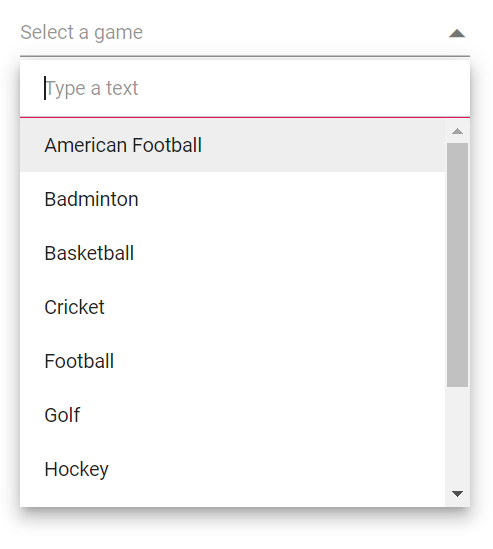 Select a game
Type a text
American Football
Badminton
Basketball
Cricket
Football
Golf
Hockey